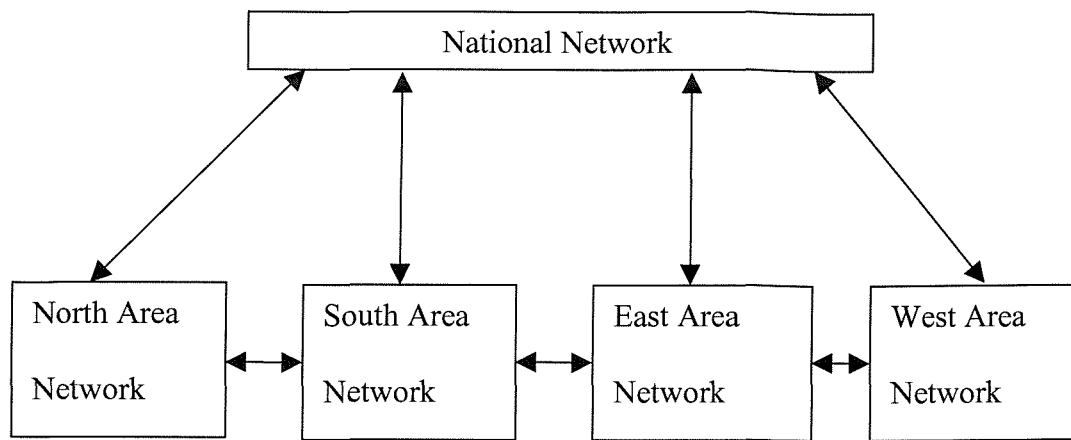 National Network
North Area
Network
South Area
Network
East Area
Network
West Area
Network